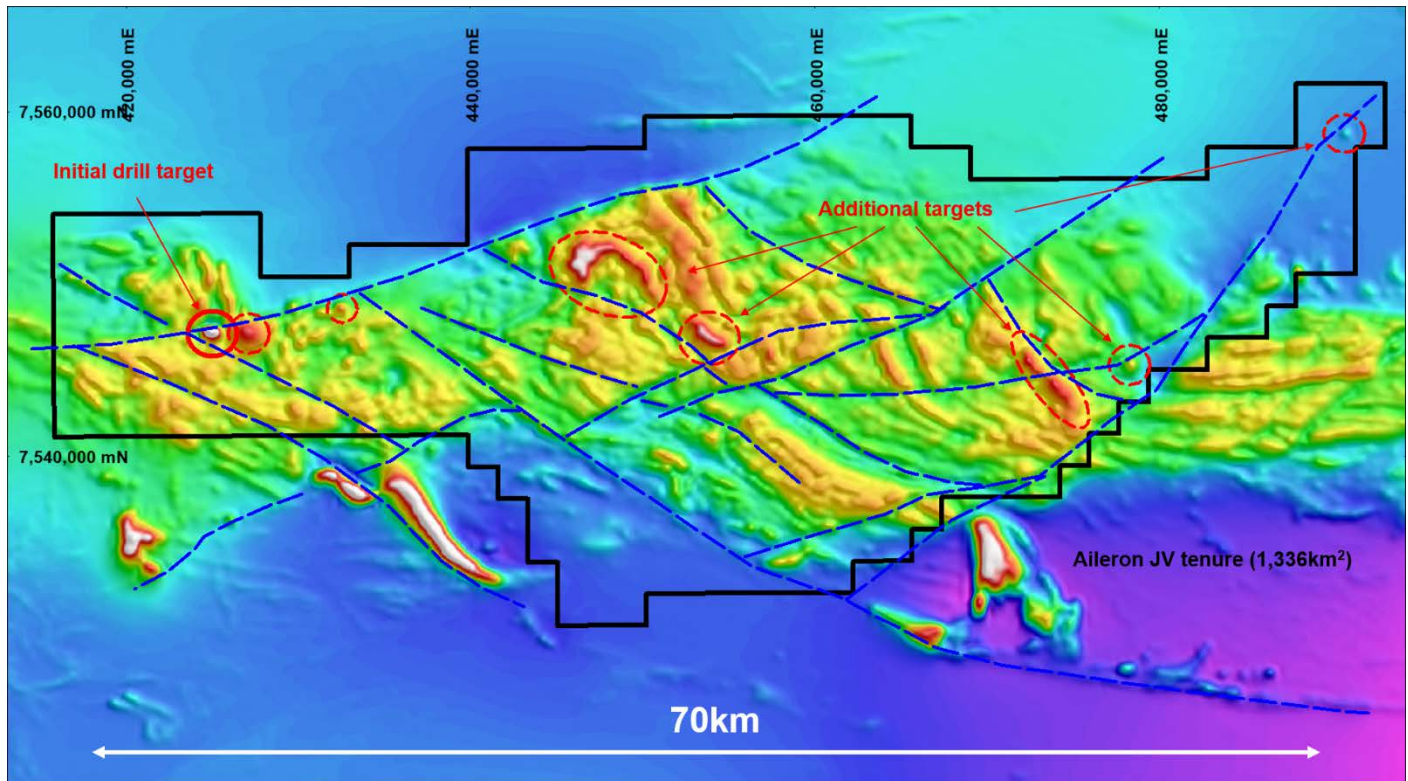 420,000 mE
440,000 mE
460,000 mE
480,000 mE
7,560,000 mN
Initial drill target
Additional targets
7,540,000 mN
Aileron JV tenure (1,336km²)
70km